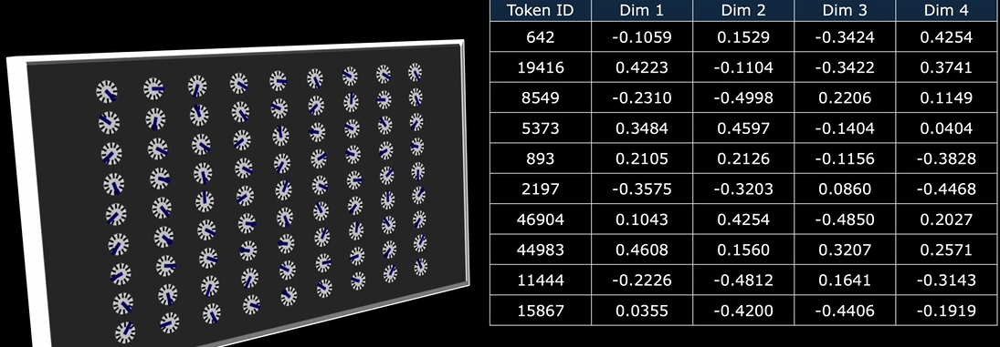 Token ID Dim 1 Dim 2 Dim 3 Dim 4
642 -0.1059 0.1529 -0.3424 0.4254
19416 0.4223 -0.1104 -0.3422 0.3741
8549 -0.2310 -0.4998 0.2206 0.1149
5373 0.3484 0.4597 -0.1404 0.0404
893 0.2105 0.2126 -0.1156 -0.3828
2197 -0.3575 -0.3203 0.0860 -0.4468
46904 0.1043 0.4254 -0.4850 0.2027
44983 0.4608 0.1560 0.3207 0.2571
11444 -0.2226 -0.4812 0.1641 -0.3143
15867 0.0355 -0.4200 -0.4406 -0.1919